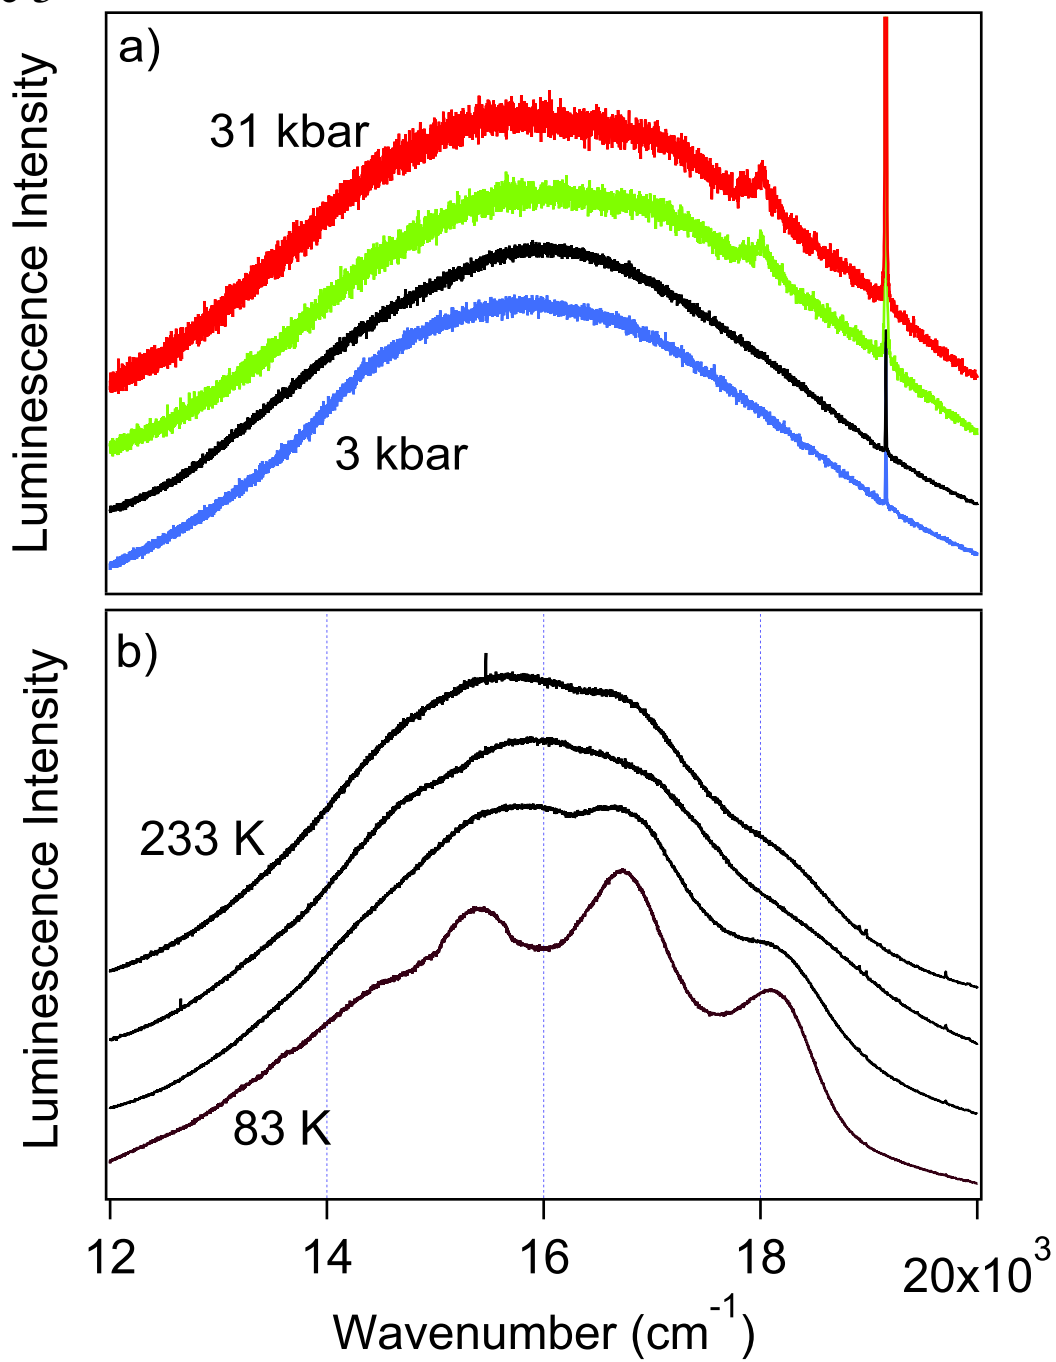 a)
Luminescence Intensity
31 kbar
3 kbar
b)
Luminescence Intensity
233 K
83 K
12 14 16 18 20x10³
Wavenumber (cm⁻¹)